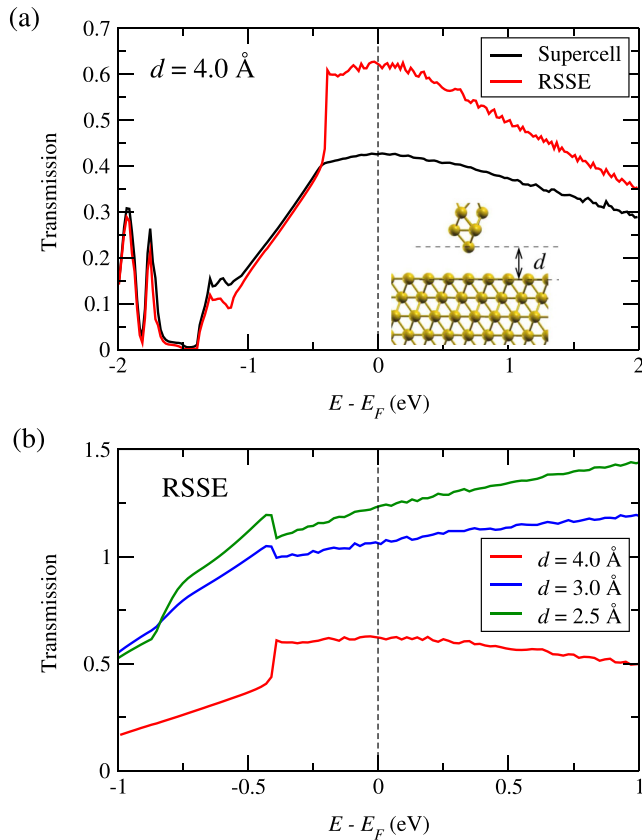 (a)
d = 4.0 Å
Supercell
RSSE
Transmission
0.7
0.6
0.5
0.4
0.3
0.2
0.1
0
d
-2
-1
0
1
2
E - E_F (eV)
(b)
RSSE
Transmission
1.5
1
0.5
0
d = 4.0 Å
d = 3.0 Å
d = 2.5 Å
-1
-0.5
0
0.5
1
E - E_F (eV)